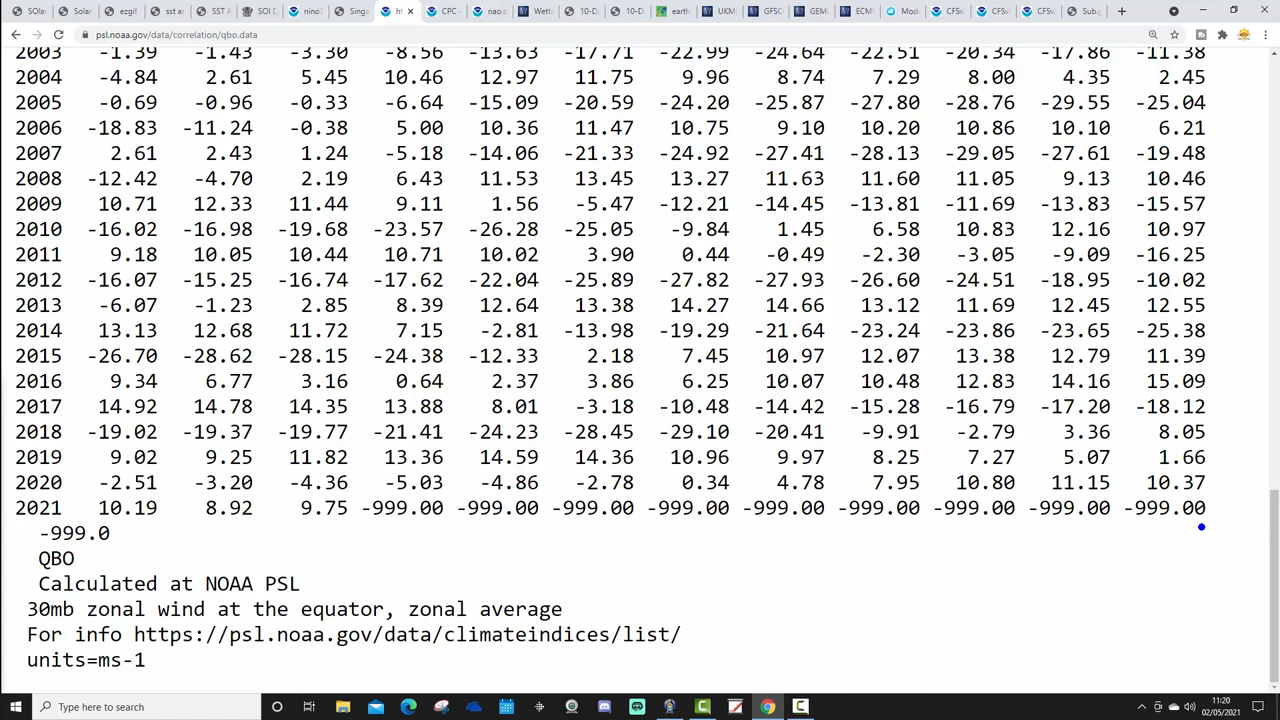 SOlar
Solar
ezgif
sst an
SST A
SOI D
nino3
Sing
ht
CPC -
nao.
Wett
10-D
10-D
earth
UKM
GFSC
GEM
ECM
Mode
CFSv
CFSv
CFSv
Subs
psl.noaa.gov/data/correlation/qbo.data
2003 -1.39 -1.43 -3.30 -8.56 -13.63 -17.71 -22.99 -24.64 -22.51 -20.34 -17.86 -11.38
2004 -4.84 2.61 5.45 10.46 12.97 11.75 9.96 8.74 7.29 8.00 4.35 2.45
2005 -0.69 -0.96 -0.33 -6.64 -15.09 -20.59 -24.20 -25.87 -27.80 -28.76 -29.55 -25.04
2006 -18.83 -11.24 -0.38 5.00 10.36 11.47 10.75 9.10 10.20 10.86 10.10 6.21
2007 2.61 2.43 1.24 -5.18 -14.06 -21.33 -24.92 -27.41 -28.13 -29.05 -27.61 -19.48
2008 -12.42 -4.70 2.19 6.43 11.53 13.45 13.27 11.63 11.60 11.05 9.13 10.46
2009 10.71 12.33 11.44 9.11 1.56 -5.47 -12.21 -14.45 -13.81 -11.69 -13.83 -15.57
2010 -16.02 -16.98 -19.68 -23.57 -26.28 -25.05 -9.84 1.45 6.58 10.83 12.16 10.97
2011 9.18 10.05 10.44 10.71 10.02 3.90 0.44 -0.49 -2.30 -3.05 -9.09 -16.25
2012 -16.07 -15.25 -16.74 -17.62 -22.04 -25.89 -27.82 -27.93 -26.60 -24.51 -18.95 -10.02
2013 -6.07 -1.23 2.85 8.39 12.64 13.38 14.27 14.66 13.12 11.69 12.45 12.55
2014 13.13 12.68 11.72 7.15 -2.81 -13.98 -19.29 -21.64 -23.24 -23.86 -23.65 -25.38
2015 -26.70 -28.62 -28.15 -24.38 -12.33 2.18 7.45 10.97 12.07 13.38 12.79 11.39
2016 9.34 6.77 3.16 0.64 2.37 3.86 6.25 10.07 10.48 12.83 14.16 15.09
2017 14.92 14.78 14.35 13.88 8.01 -3.18 -10.48 -14.42 -15.28 -16.79 -17.20 -18.12
2018 -19.02 -19.37 -19.77 -21.41 -24.23 -28.45 -29.10 -20.41 -9.91 -2.79 3.36 8.05
2019 9.02 9.25 11.82 13.36 14.59 14.36 10.96 9.97 8.25 7.27 5.07 1.66
2020 -2.51 -3.20 -4.36 -5.03 -4.86 -2.78 0.34 4.78 7.95 10.80 11.15 10.37
2021 10.19 8.92 9.75 -999.00 -999.00 -999.00 -999.00 -999.00 -999.00 -999.00 -999.00 -999.00
-999.0
QBO
Calculated at NOAA PSL
30mb zonal wind at the equator, zonal average
For info https://psl.noaa.gov/data/climateindices/list/
units=ms-1
Type here to search
11:20
02/05/2021